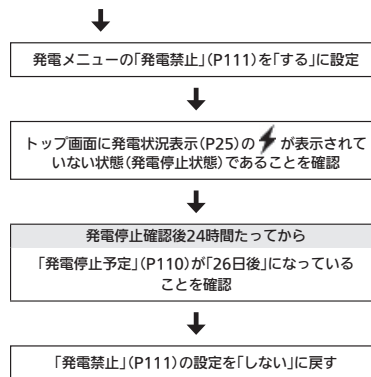 発電メニューの「発電禁止」(P111)を「する」に設定
トップ画面に発電状況表示(P25)の が表示されて
いない状態(発電停止状態)であることを確認
発電停止確認後24時間たってから
「発電停止予定」(P110)が「26日後」になっている
ことを確認
「発電禁止」(P111)の設定を「しない」に戻す